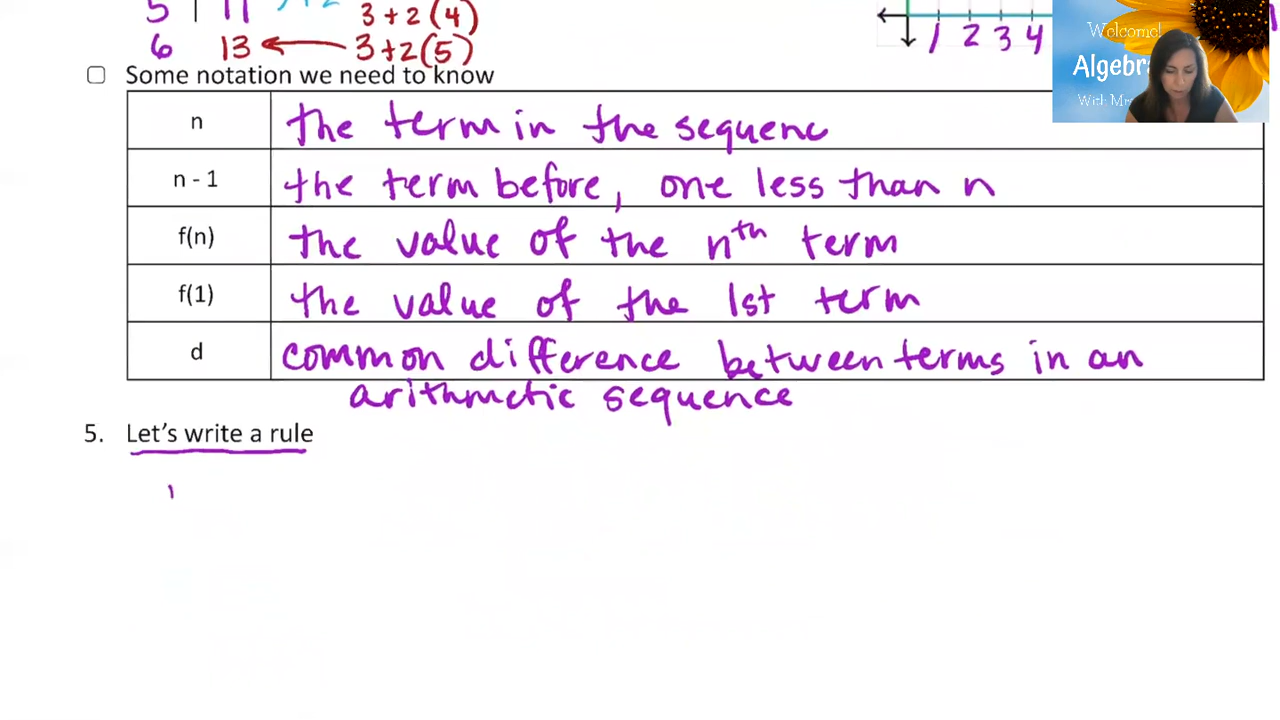 5 11 +2 3+2(4)
6 13 3+2(5)
1 2 3 4
Welcome!
Algebra
With Mrs
Some notation we need to know
n the term in the sequenc
n - 1 the term before, one less than n
f(n) the value of the nth term
f(1) the value of the 1st term
d common difference between terms in an
arithmetic sequence
5. Let's write a rule